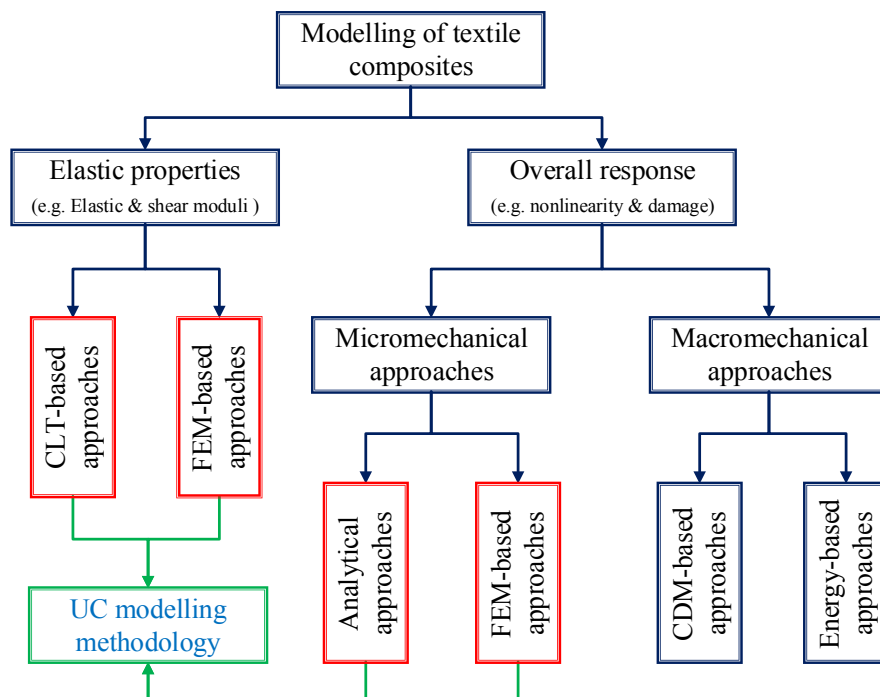 Modelling of textile
composites
Elastic properties
(e.g. Elastic & shear moduli )
Overall response
(e.g. nonlinearity & damage)
CLT-based
approaches
FEM-based
approaches
Micromechanical
approaches
Macromechanical
approaches
Analytical
approaches
FEM-based
approaches
CDM-based
approaches
Energy-based
approaches
UC modelling
methodology